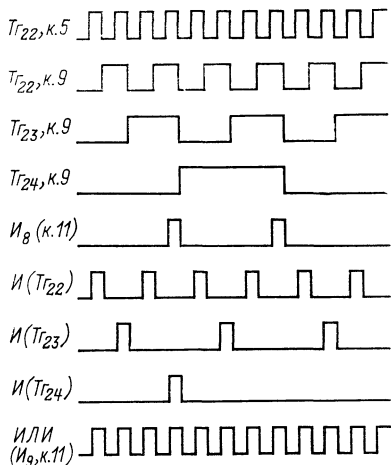 Тг22, к.5
Тг22, к.9
Тг23, к.9
Тг24, к.9
И8 (к.11)
И(Тг22)
И(Тг23)
И(Тг24)
ИЛИ
(И9, к.11)